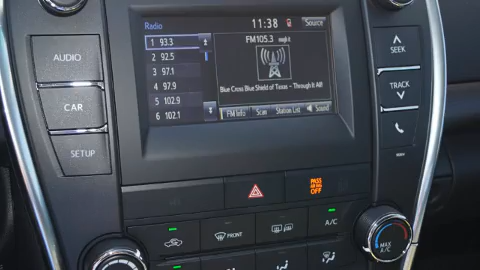 Radio
11:38
Source
1 93.3
2 92.5
3 97.1
4 97.9
5 102.9
6 102.1
FM105.3
Blue Cross Blue Shield of Texas - Through It All!
FM Info
Scan
Station List
Sound
AUDIO
CAR
SETUP
SEEK
TRACK
PASS
AIR BAG
OFF
FRONT
A/C
MAX
A/C